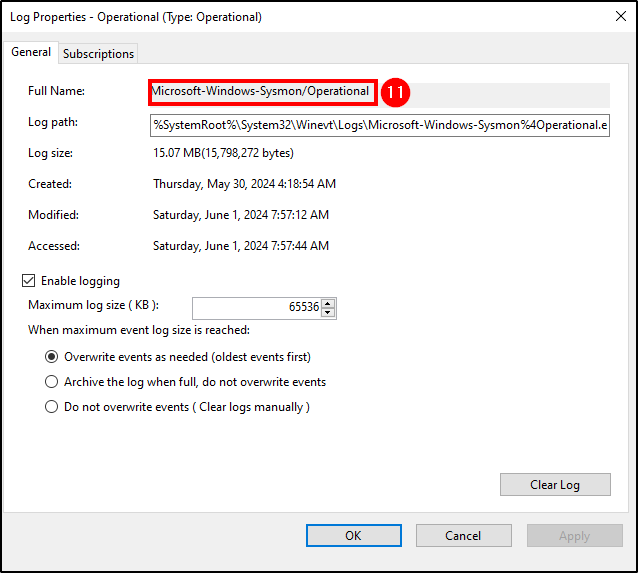 Log Properties - Operational (Type: Operational)
General
Subscriptions
Full Name:
Microsoft-Windows-Sysmon/Operational
11
Log path:
%SystemRoot%\System32\Winevt\Logs\Microsoft-Windows-Sysmon%4Operational.e
Log size:
15.07 MB(15,798,272 bytes)
Created:
Thursday, May 30, 2024 4:18:54 AM
Modified:
Saturday, June 1, 2024 7:57:12 AM
Accessed:
Saturday, June 1, 2024 7:57:44 AM
Enable logging
Maximum log size ( KB ):
65536
When maximum event log size is reached:
Overwrite events as needed (oldest events first)
Archive the log when full, do not overwrite events
Do not overwrite events ( Clear logs manually )
Clear Log
OK
Cancel
Apply